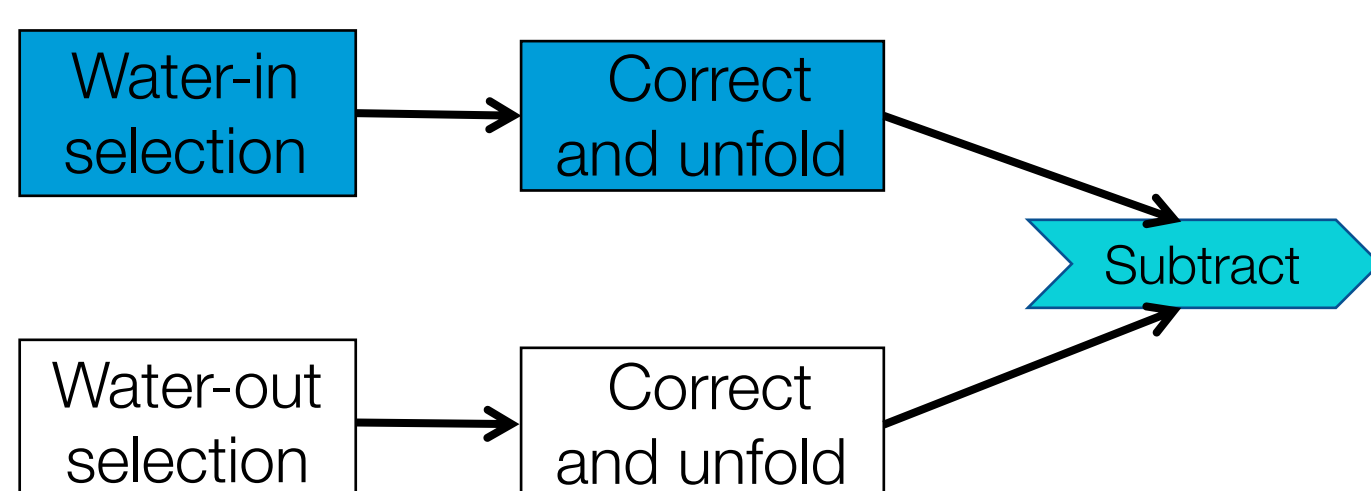 Water-in
selection
Correct
and unfold
Subtract
Water-out
selection
Correct
and unfold